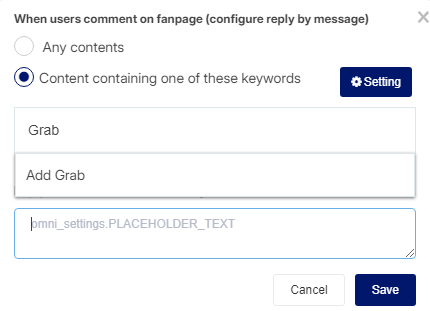 When users comment on fanpage (configure reply by message)
Any contents
Content containing one of these keywords
Setting
Grab
Add Grab
omni_settings.PLACEHOLDER_TEXT
Cancel
Save